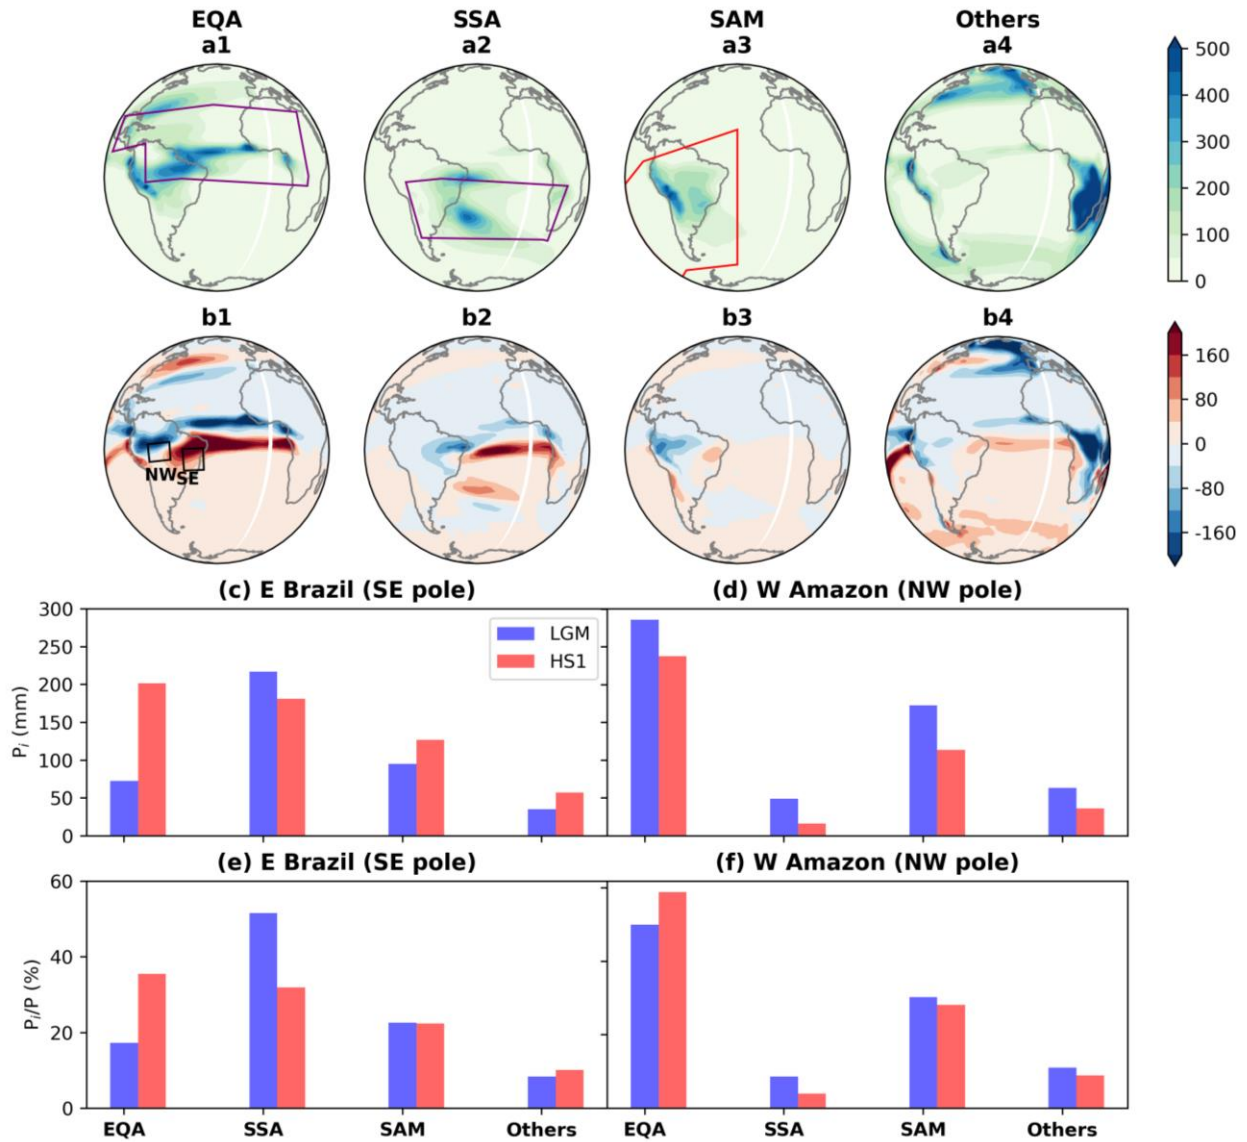 EQA SSA SAM Others
a1 a2 a3 a4
500
400
300
200
100
0
b1 b2 b3 b4
160
80
0
-80
-160
NW SE
(c) E Brazil (SE pole) (d) W Amazon (NW pole)
300
250
200
150
100
50
0
P_i (mm)
LGM
HS1
(e) E Brazil (SE pole) (f) W Amazon (NW pole)
60
40
20
0
P_i/P (%)
EQA SSA SAM Others EQA SSA SAM Others